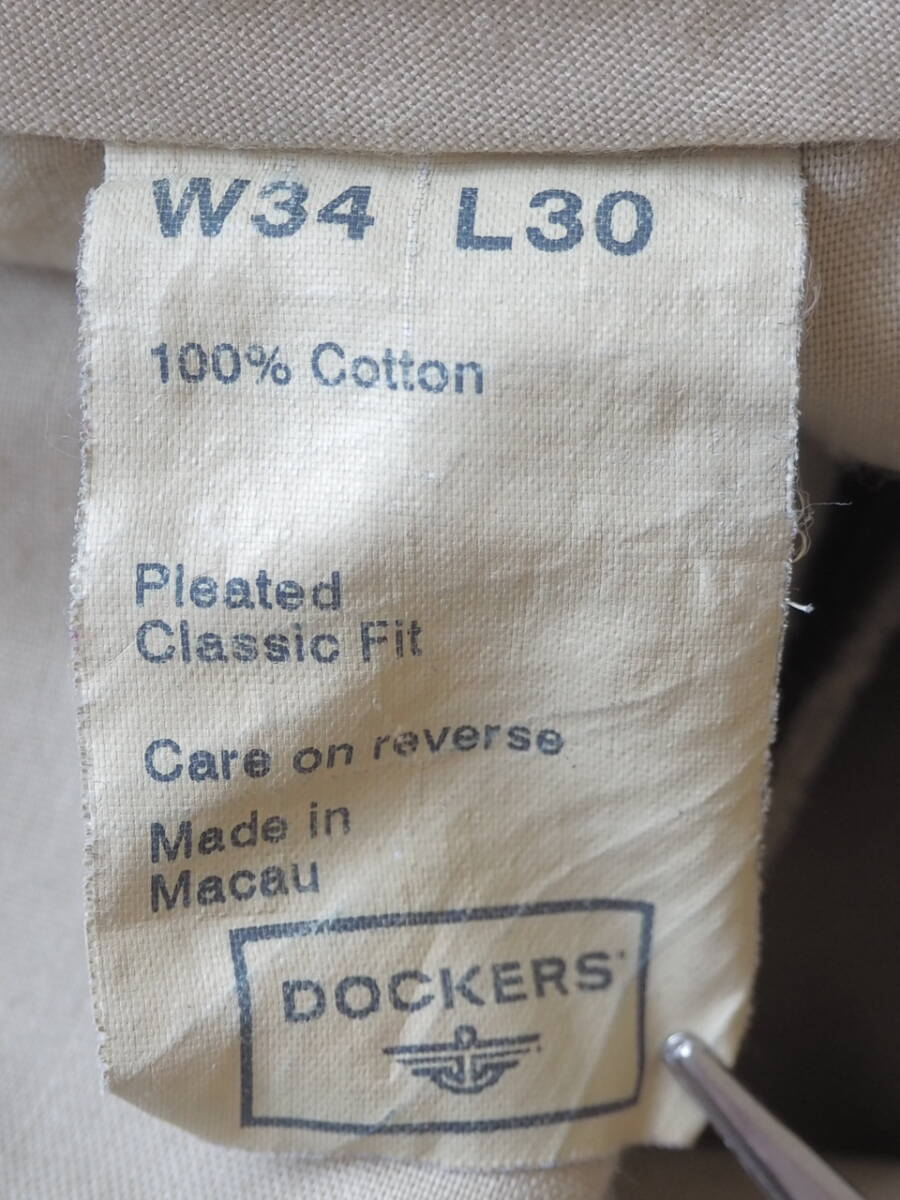 W34 L30
100% Cotton
Pleated
Classic Fit
Care on reverse
Made in
Macau
DOCKERS